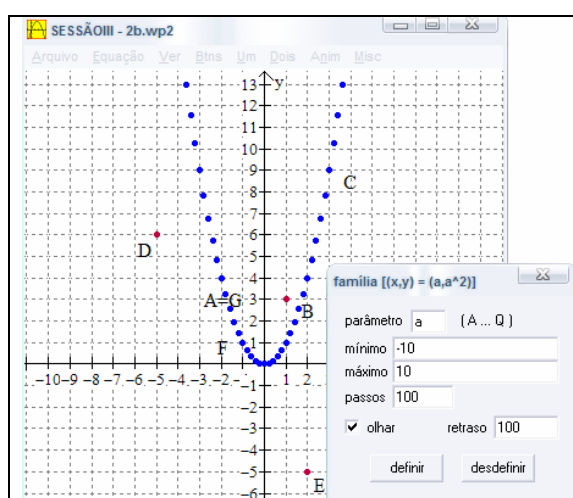 SESSÃOIII - 2b.wp2
Arquivo Equação Ver Btns Um Dois Anim Misc
y
13
12
11
10
9
8
C
7
6
D
5
4
A=G
3
B
2
F
1
-10 -9 -8 -7 -6 -5 -4 -3 -2 -1 1 2
-1
-2
-3
-4
-5
E
-6
família [(x,y) = (a,a^2)]
parâmetro a (A ... Q)
mínimo -10
máximo 10
passos 100
olhar retraso 100
definir desdefinir